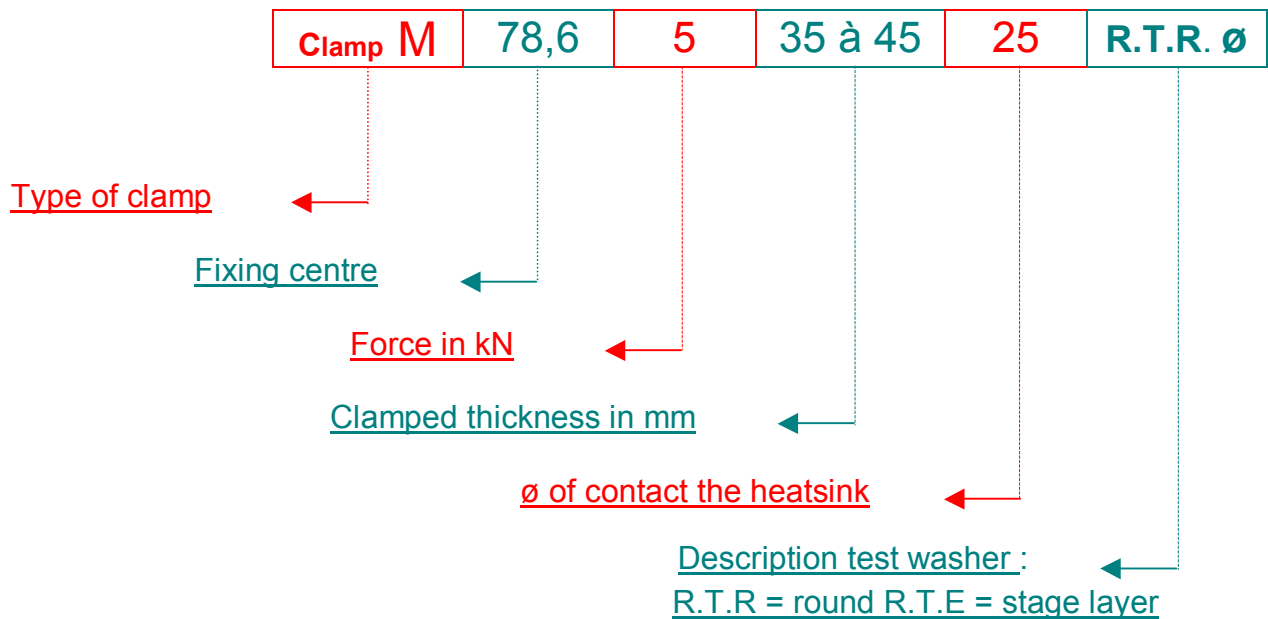 Clamp M 78,6 5 35 à 45 25 R.T.R. ø
Type of clamp
Fixing centre
Force in kN
Clamped thickness in mm
ø of contact the heatsink
Description test washer :
R.T.R = round R.T.E = stage layer